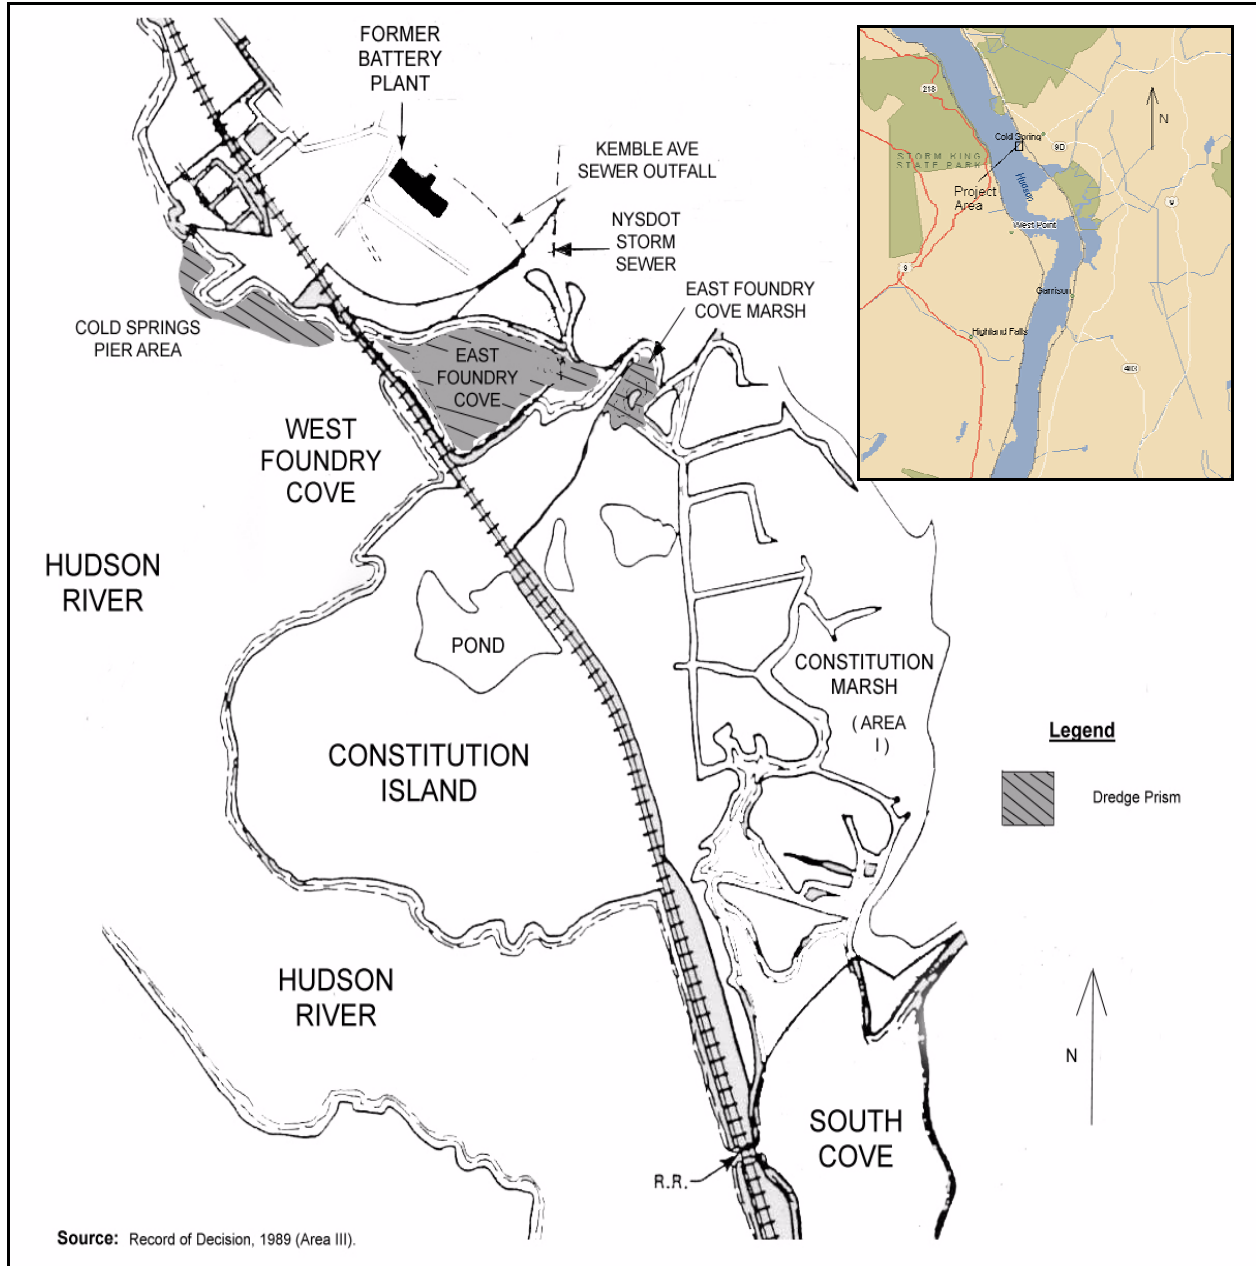 FORMER
BATTERY
PLANT
KEMBLE AVE
SEWER OUTFALL
NYSDOT
STORM
SEWER
EAST FOUNDRY
COVE MARSH
COLD SPRINGS
PIER AREA
EAST
FOUNDRY
COVE
WEST
FOUNDRY
COVE
HUDSON
RIVER
POND
CONSTITUTION
MARSH
( AREA
I )
CONSTITUTION
ISLAND
HUDSON
RIVER
SOUTH
COVE
R.R.
N
Legend
Dredge Prism
Source: Record of Decision, 1989 (Area III).
218
Cold Spring
9D
N
STORM KING
STATE PARK
Hudson
Project
Area
West Point
9
9
Garrison
Highland Falls
403